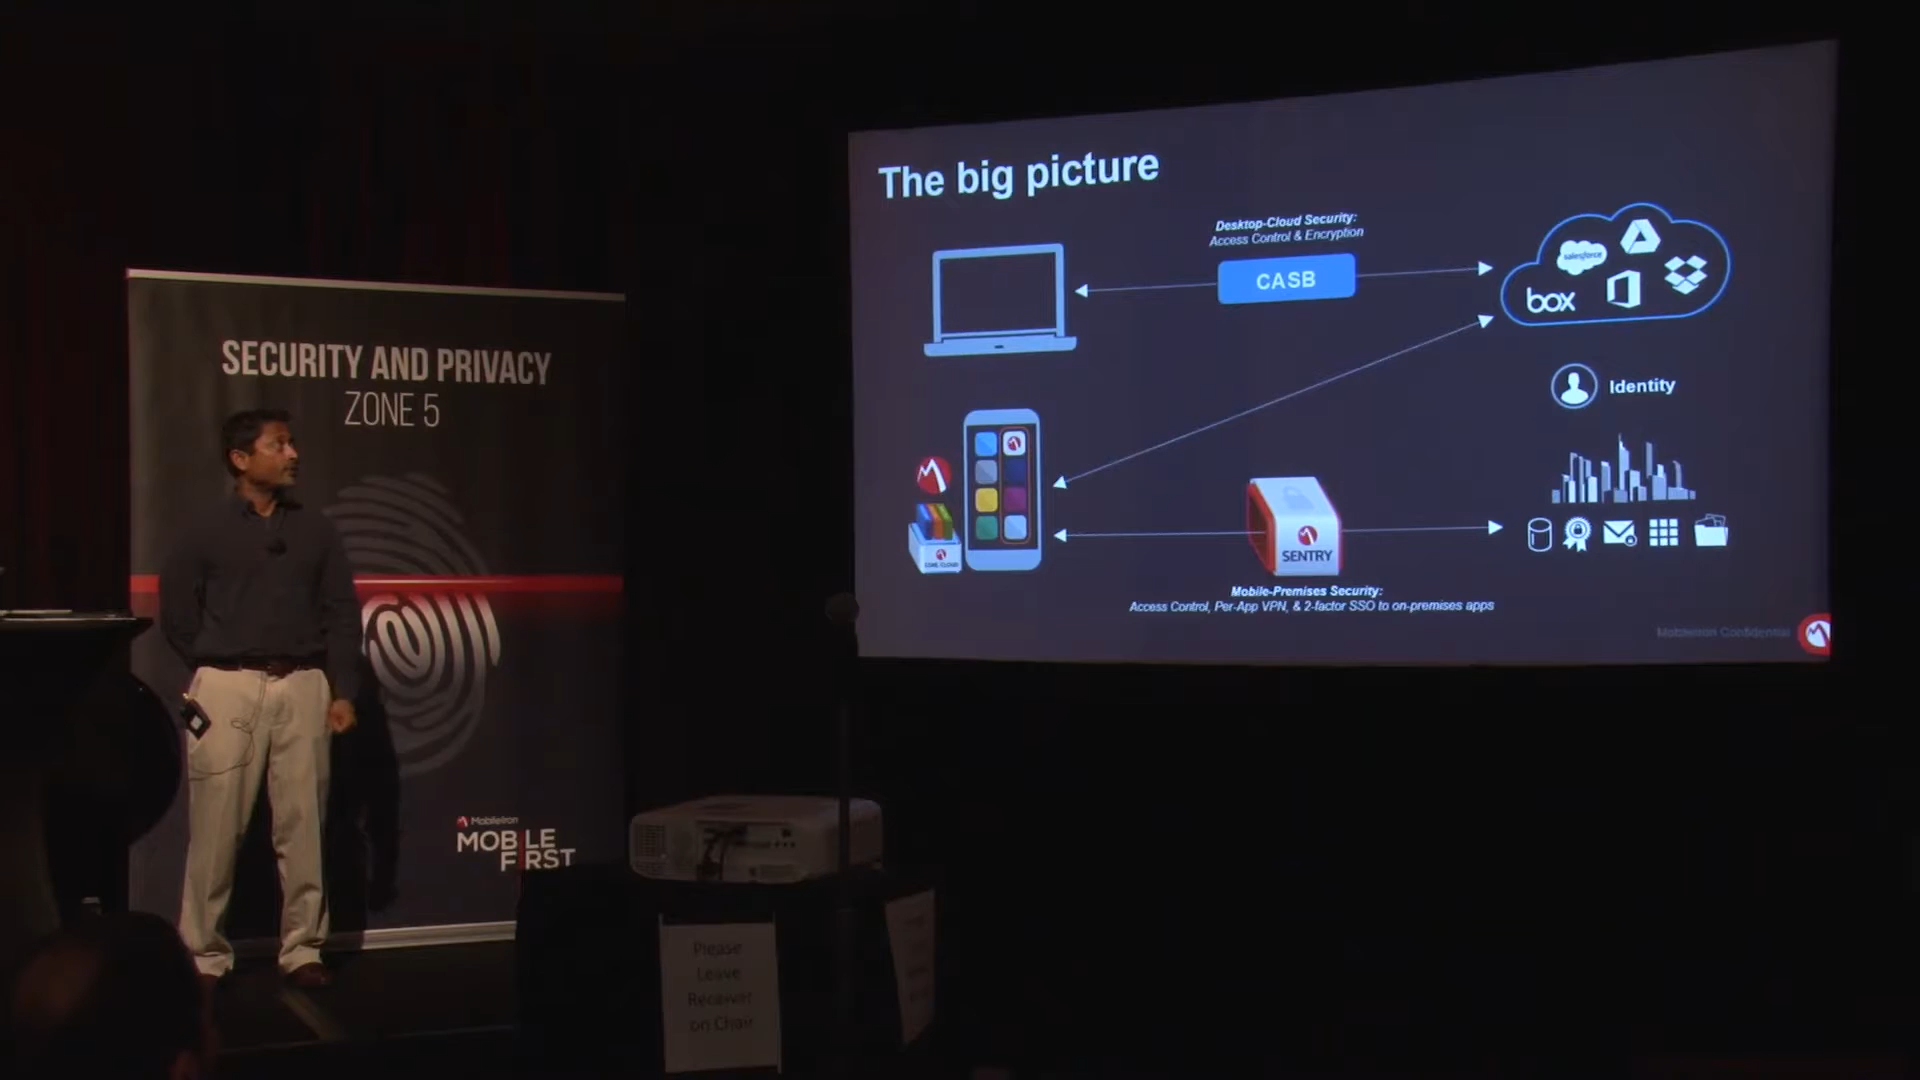 SECURITY AND PRIVACY
ZONE 5
MobileIron
MOBILE
FIRST
Please
Leave
Receiver
on Chair
The big picture
Desktop-Cloud Security:
Access Control & Encryption
CASB
salesforce
box
Identity
SENTRY
Mobile-Premises Security:
Access Control, Per-App VPN, & 2-factor SSO to on-premises apps
MobileIron Confidential